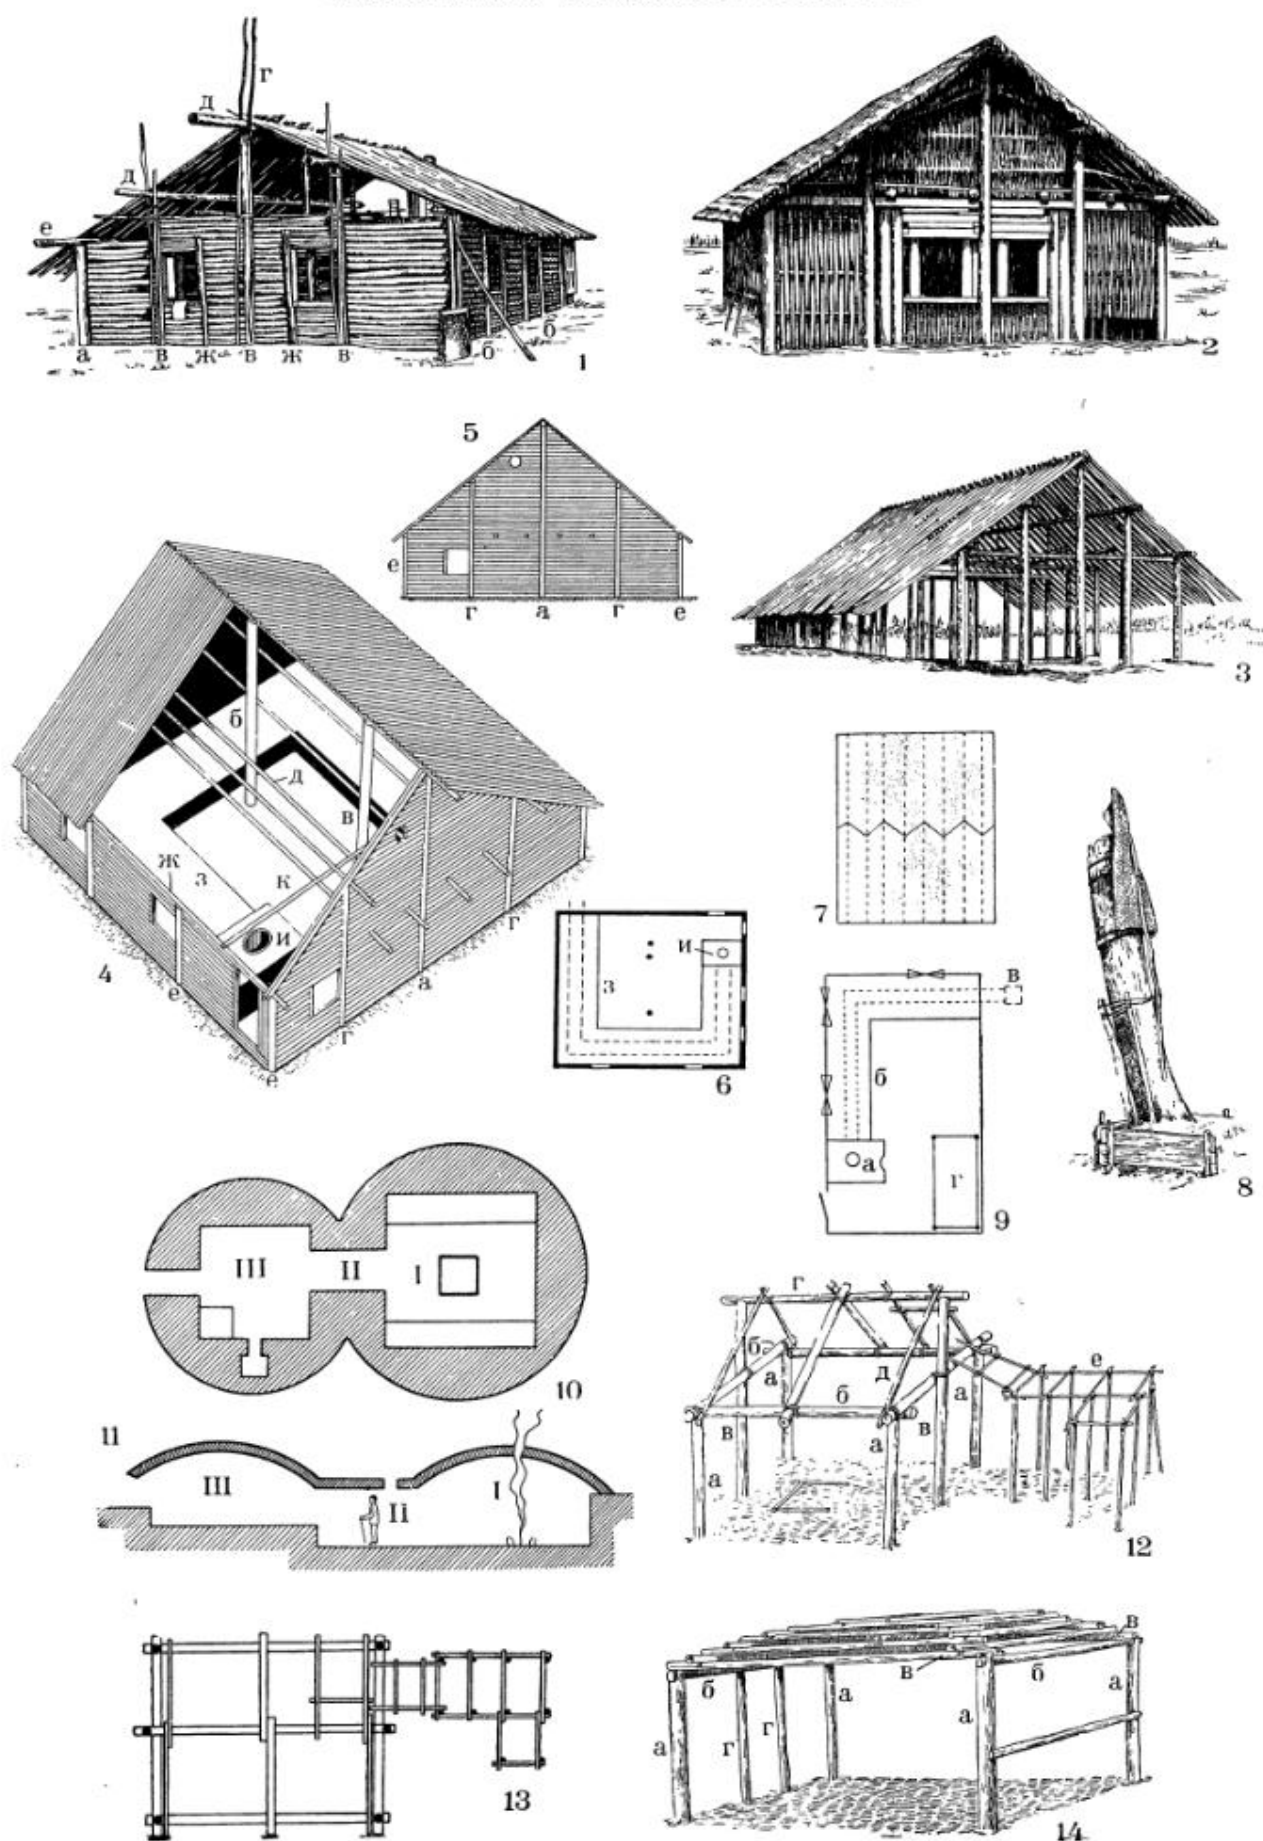 г
д
д
е
а в ж в ж в б б
1
2
5
е
г а г е
3
б
д
в
ж
з
к
и
г
4
а
е
г
е
7
8
и
з
6
в
б
а
г
9
III II I
10
11
III
II
I
г
б
а
д
а
е
б
в
в
а
а
12
13
в
б
в
б
а
а
а
а
г
г
14